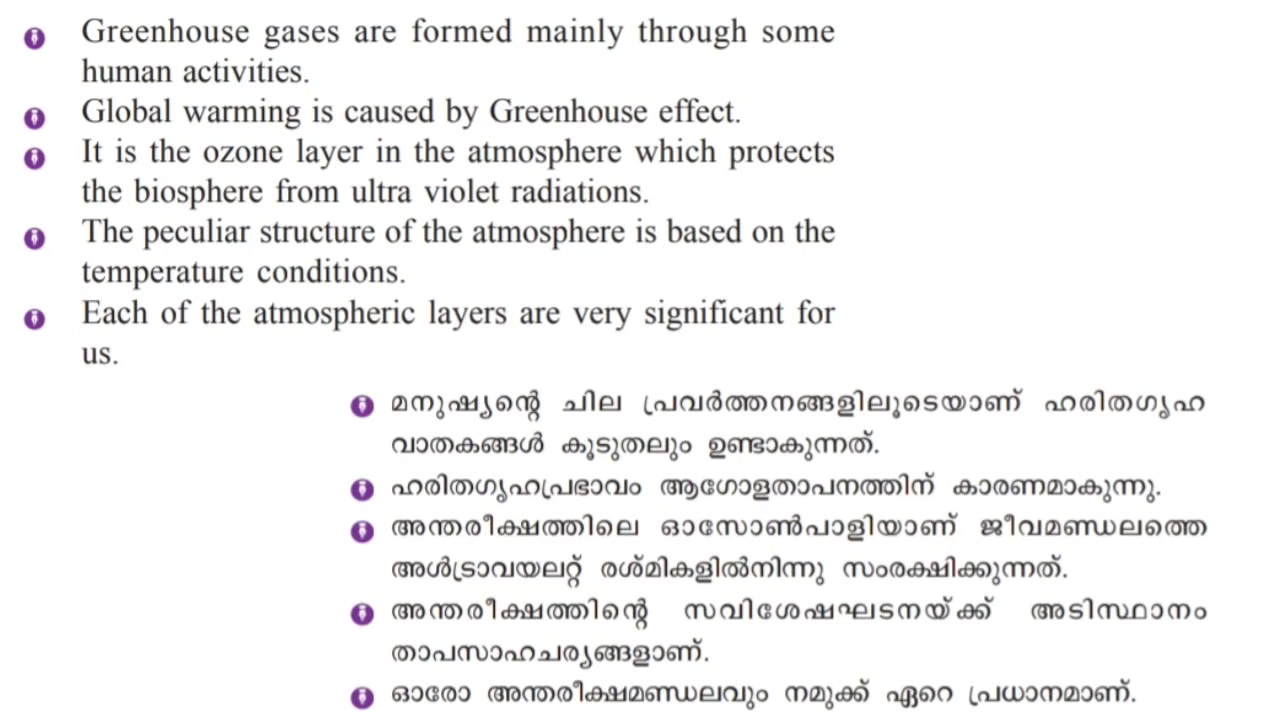 Greenhouse gases are formed mainly through some
human activities.
Global warming is caused by Greenhouse effect.
It is the ozone layer in the atmosphere which protects
the biosphere from ultra violet radiations.
The peculiar structure of the atmosphere is based on the
temperature conditions.
Each of the atmospheric layers are very significant for
us.
മനുഷ്യന്റെ ചില പ്രവർത്തനങ്ങളിലൂടെയാണ് ഹരിതഗൃഹ
വാതകങ്ങൾ കൂടുതലും ഉണ്ടാകുന്നത്.
ഹരിതഗൃഹപ്രഭാവം ആഗോളതാപനത്തിന് കാരണമാകുന്നു.
അന്തരീക്ഷത്തിലെ ഓസോൺപാളിയാണ് ജീവമണ്ഡലത്തെ
അൾട്രാവയലറ്റ് രശ്മികളിൽനിന്നു സംരക്ഷിക്കുന്നത്.
അന്തരീക്ഷത്തിന്റെ സവിശേഷഘടനയ്ക്ക് അടിസ്ഥാനം
താപസാഹചര്യങ്ങളാണ്.
ഓരോ അന്തരീക്ഷമണ്ഡലവും നമുക്ക് ഏറെ പ്രധാനമാണ്.